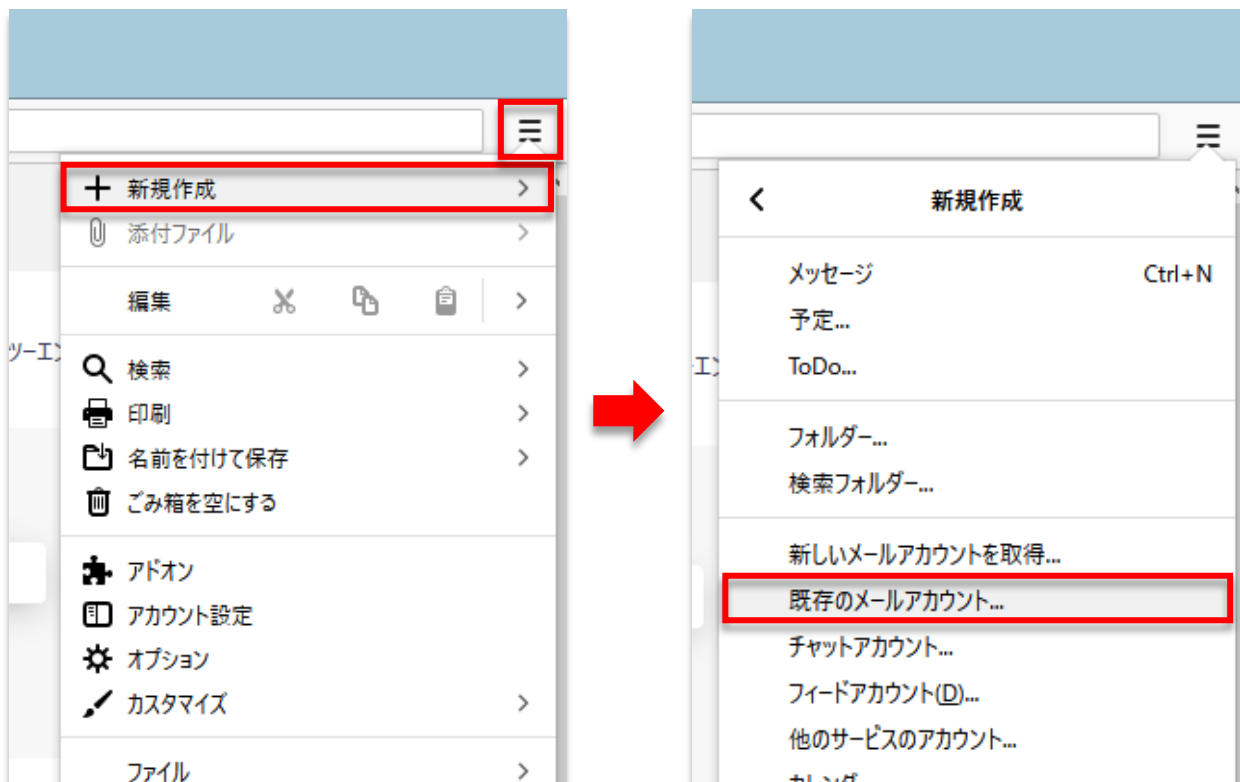 新規作成
添付ファイル
編集
検索
印刷
名前を付けて保存
ごみ箱を空にする
アドオン
アカウント設定
オプション
カスタマイズ
ファイル
新規作成
メッセージ Ctrl+N
予定...
ToDo...
フォルダー...
検索フォルダー...
新しいメールアカウントを取得...
既存のメールアカウント...
チャットアカウント...
フィードアカウント(D)...
他のサービスのアカウント...